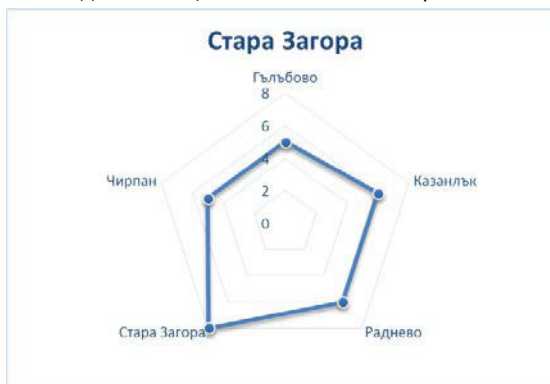 Стара Загора
Гълъбово
8
6
4
2
0
Чирпан
Казанлък
Стара Загора
Раднево